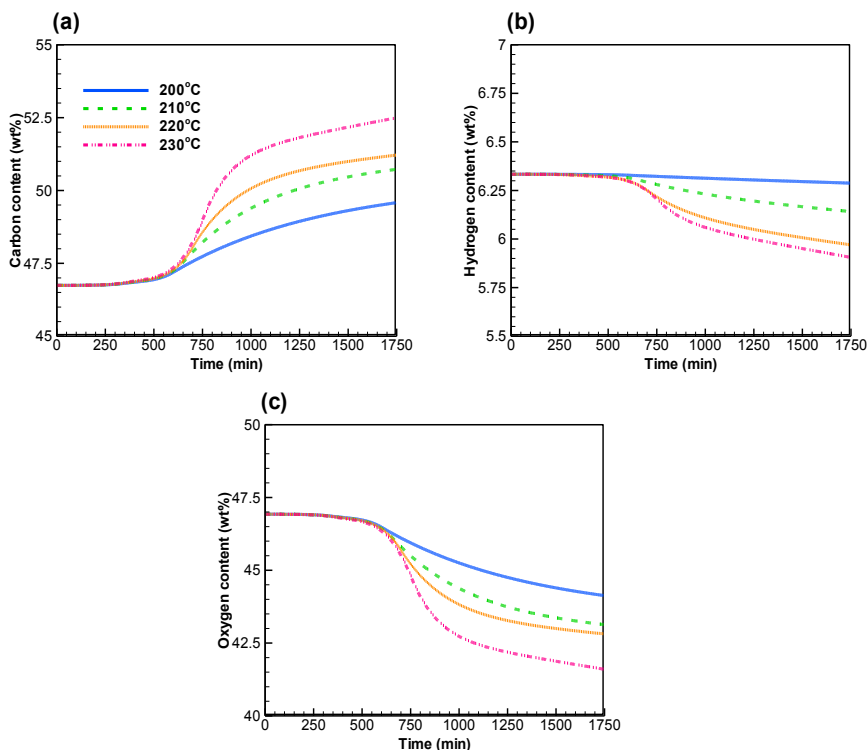 (a)
55
52.5
50
47.5
45
Carbon content (wt%)
200°C
210°C
220°C
230°C
0 250 500 750 1000 1250 1500 1750
Time (min)
(b)
7
6.75
6.5
6.25
6
5.75
5.5
Hydrogen content (wt%)
0 250 500 750 1000 1250 1500 1750
Time (min)
(c)
50
47.5
45
42.5
40
Oxygen content (wt%)
0 250 500 750 1000 1250 1500 1750
Time (min)